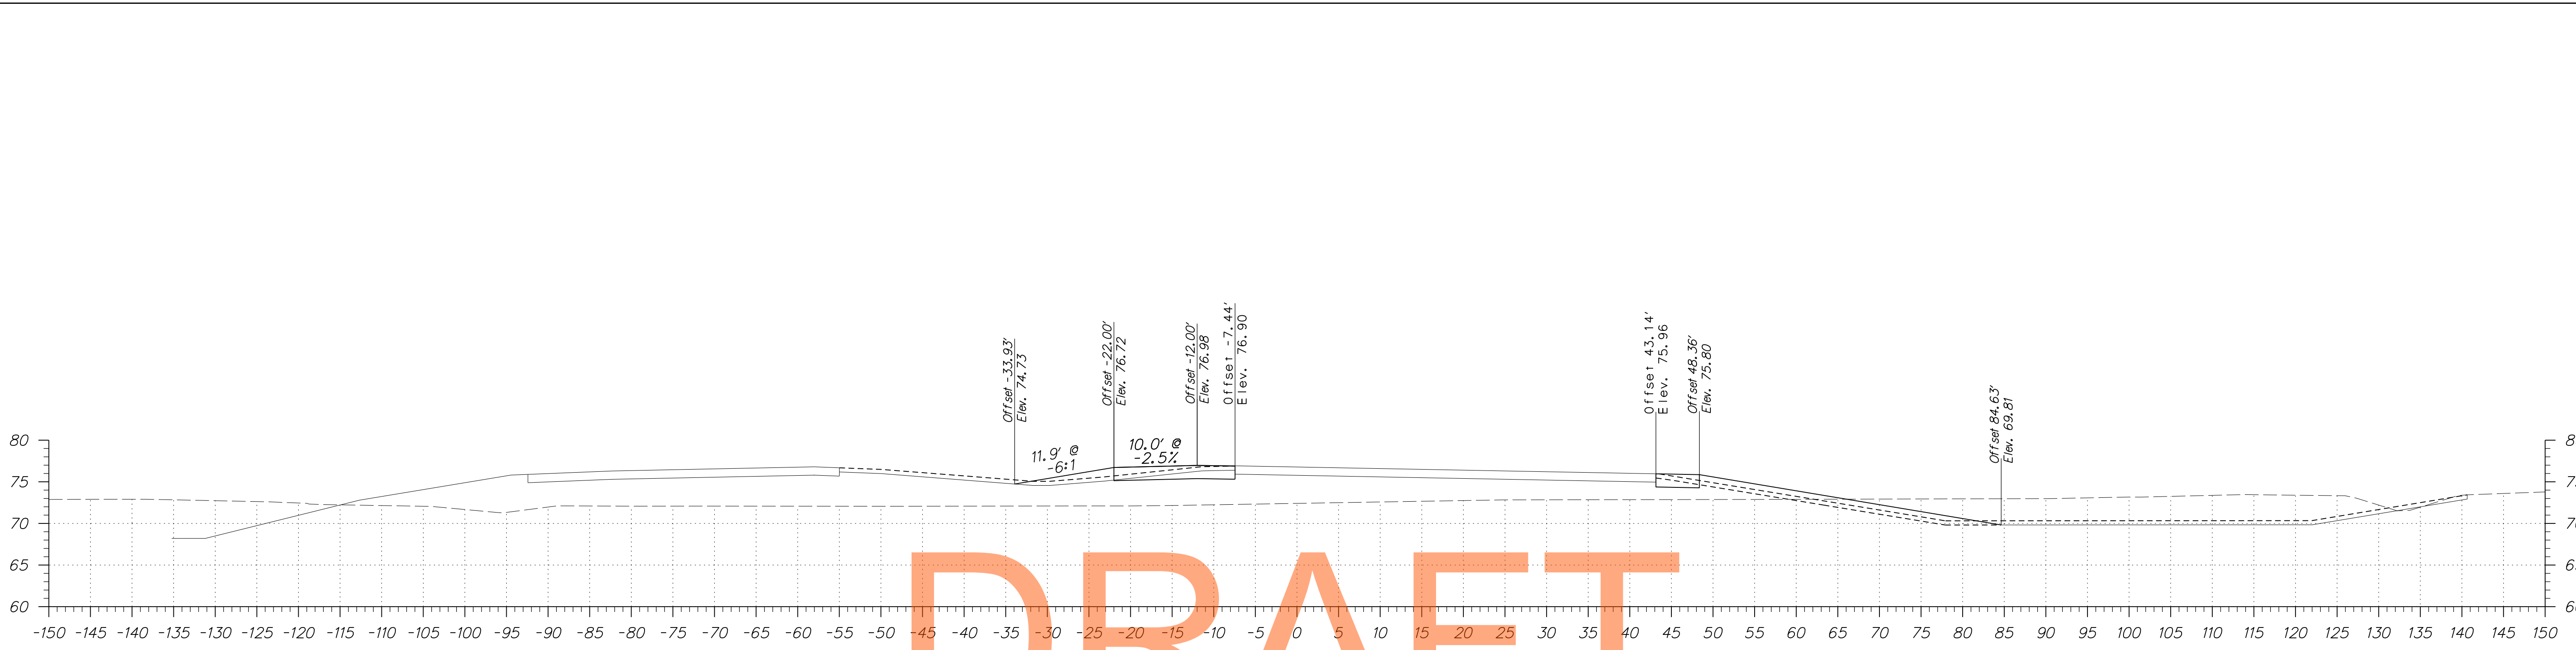 Offset -33.93'
Elev. 74.73
Offset -22.00'
Elev. 76.72
Offset -12.00'
Elev. 76.98
Offset -7.44'
Elev. 76.90
Offset 43.14'
Elev. 75.96
Offset 48.36'
Elev. 75.80
Offset 84.63'
Elev. 69.81
11.9' @
-6:1
10.0' @
-2.5%
80
75
70
65
60
-150 -145 -140 -135 -130 -125 -120 -115 -110 -105 -100 -95 -90 -85 -80 -75 -70 -65 -60 -55 -50 -45 -40 -35 -30 -25 -20 -15 -10 -5 0 5 10 15 20 25 30 35 40 45 50 55 60 65 70 75 80 85 90 95 100 105 110 115 120 125 130 135 140 145 150
DRAFT